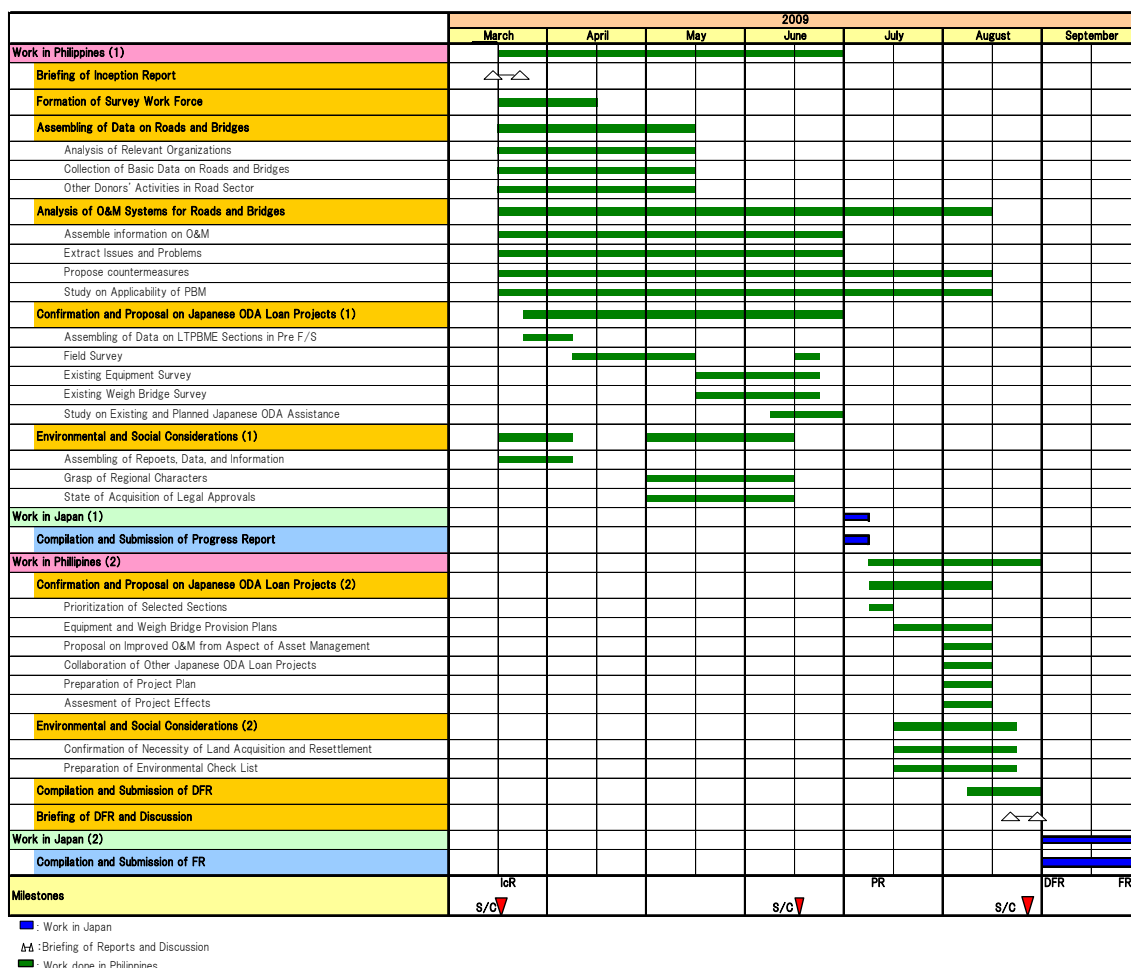 2009
March April May June July August September
Work in Philippines (1)
Briefing of Inception Report
Formation of Survey Work Force
Assembling of Data on Roads and Bridges
Analysis of Relevant Organizations
Collection of Basic Data on Roads and Bridges
Other Donors' Activities in Road Sector
Analysis of O&M Systems for Roads and Bridges
Assemble information on O&M
Extract Issues and Problems
Propose countermeasures
Study on Applicability of PBM
Confirmation and Proposal on Japanese ODA Loan Projects (1)
Assembling of Data on LTPBME Sections in Pre F/S
Field Survey
Existing Equipment Survey
Existing Weigh Bridge Survey
Study on Existing and Planned Japanese ODA Assistance
Environmental and Social Considerations (1)
Assembling of Repoets, Data, and Information
Grasp of Regional Characters
State of Acquisition of Legal Approvals
Work in Japan (1)
Compilation and Submission of Progress Report
Work in Phillipines (2)
Confirmation and Proposal on Japanese ODA Loan Projects (2)
Prioritization of Selected Sections
Equipment and Weigh Bridge Provision Plans
Proposal on Improved O&M from Aspect of Asset Management
Collaboration of Other Japanese ODA Loan Projects
Preparation of Project Plan
Assesment of Project Effects
Environmental and Social Considerations (2)
Confirmation of Necessity of Land Acquisition and Resettlement
Preparation of Environmental Check List
Compilation and Submission of DFR
Briefing of DFR and Discussion
Work in Japan (2)
Compilation and Submission of FR
Milestones
IcR PR DFR FR
S/C S/C S/C
: Work in Japan
:Briefing of Reports and Discussion
: Work done in Philippines